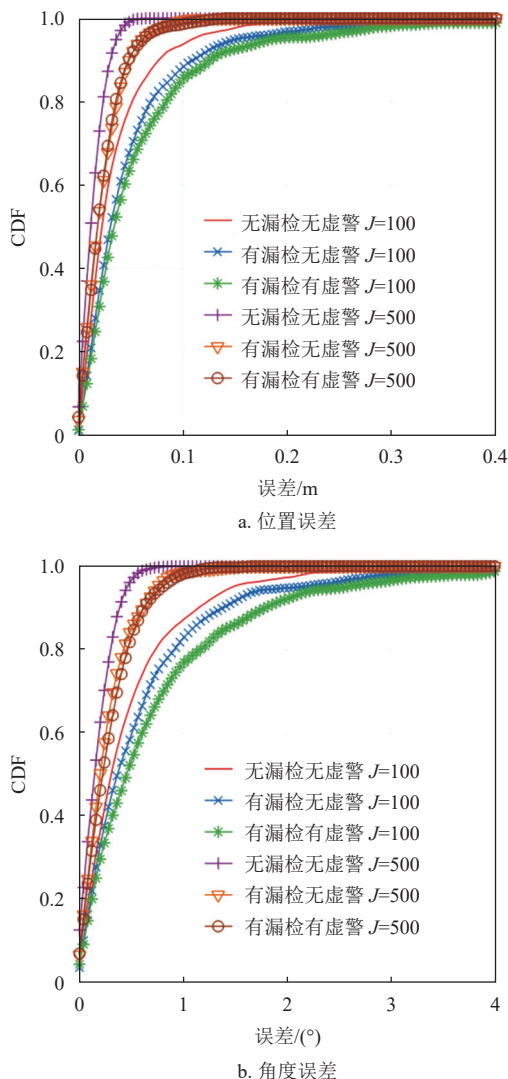 1.0
0.8
0.6
CDF
无漏检无虚警 J=100
有漏检无虚警 J=100
0.4
有漏检有虚警 J=100
无漏检无虚警 J=500
有漏检无虚警 J=500
0.2
有漏检有虚警 J=500
0
0 0.1 0.2 0.3 0.4
误差/m
a. 位置误差
1.0
0.8
0.6
CDF
无漏检无虚警 J=100
0.4
有漏检无虚警 J=100
有漏检有虚警 J=100
无漏检无虚警 J=500
0.2
有漏检无虚警 J=500
有漏检有虚警 J=500
0
0 1 2 3 4
误差/(°)
b. 角度误差